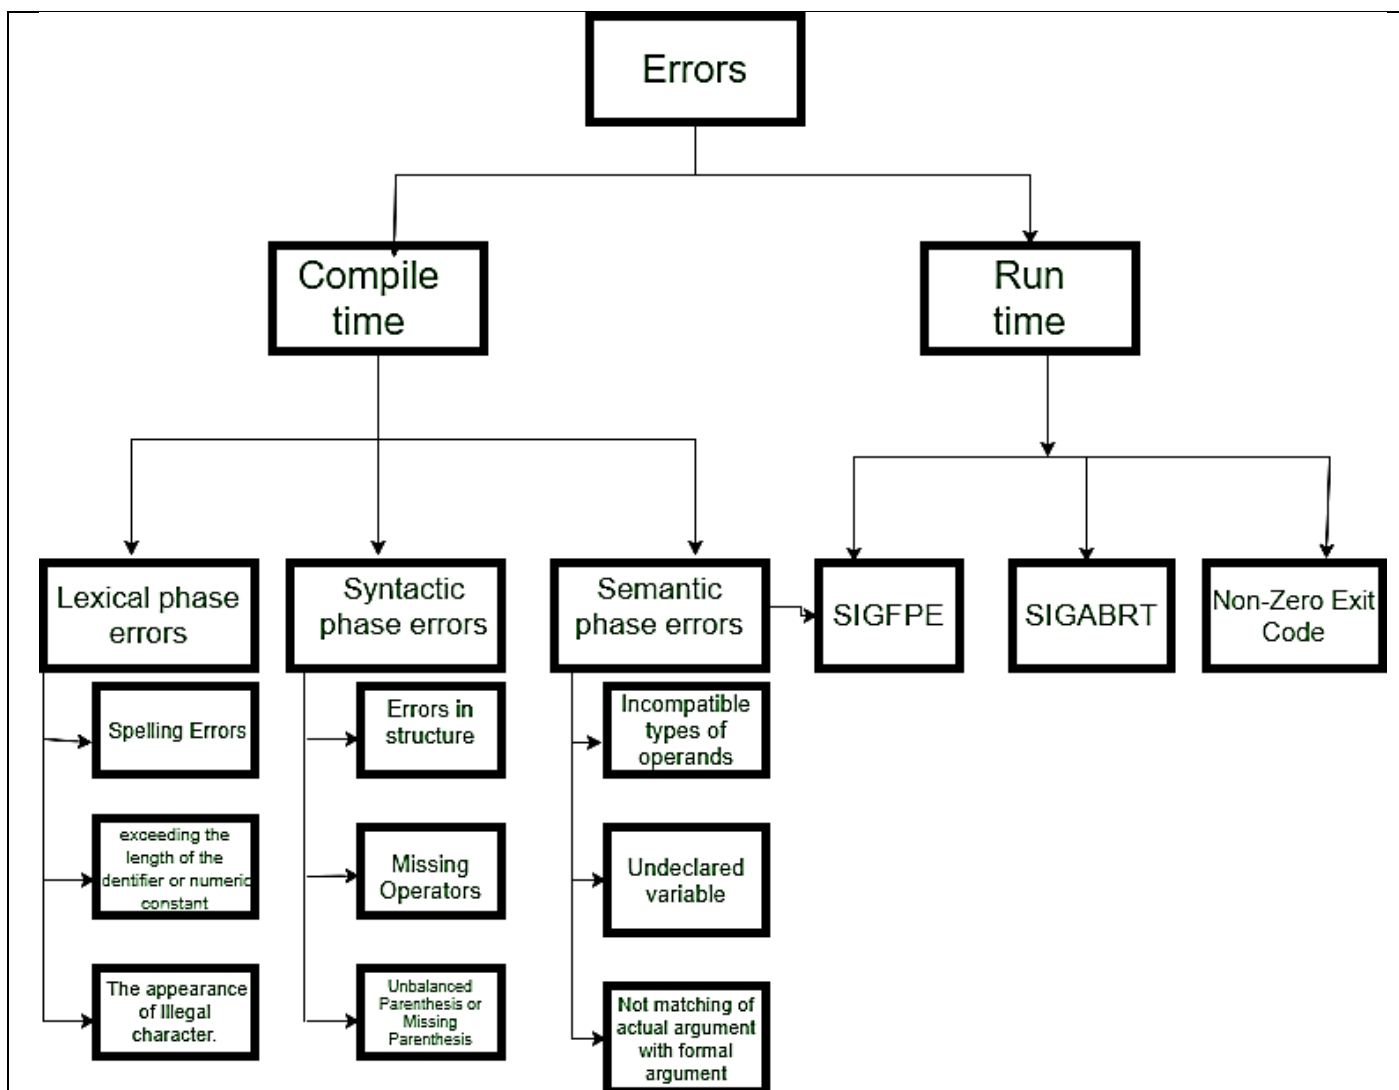 Errors
Compile
time
Run
time
Lexical phase
errors
Syntactic
phase errors
Semantic
phase errors
SIGFPE
SIGABRT
Non-Zero Exit
Code
Spelling Errors
exceeding the
length of the
dentifier or numeric
constant
The appearance
of Illegal
character.
Errors in
structure
Missing
Operators
Unbalanced
Parenthesis or
Missing
Parenthesis
Incompatible
types of
operands
Undeclared
variable
Not matching of
actual argument
with formal
argument